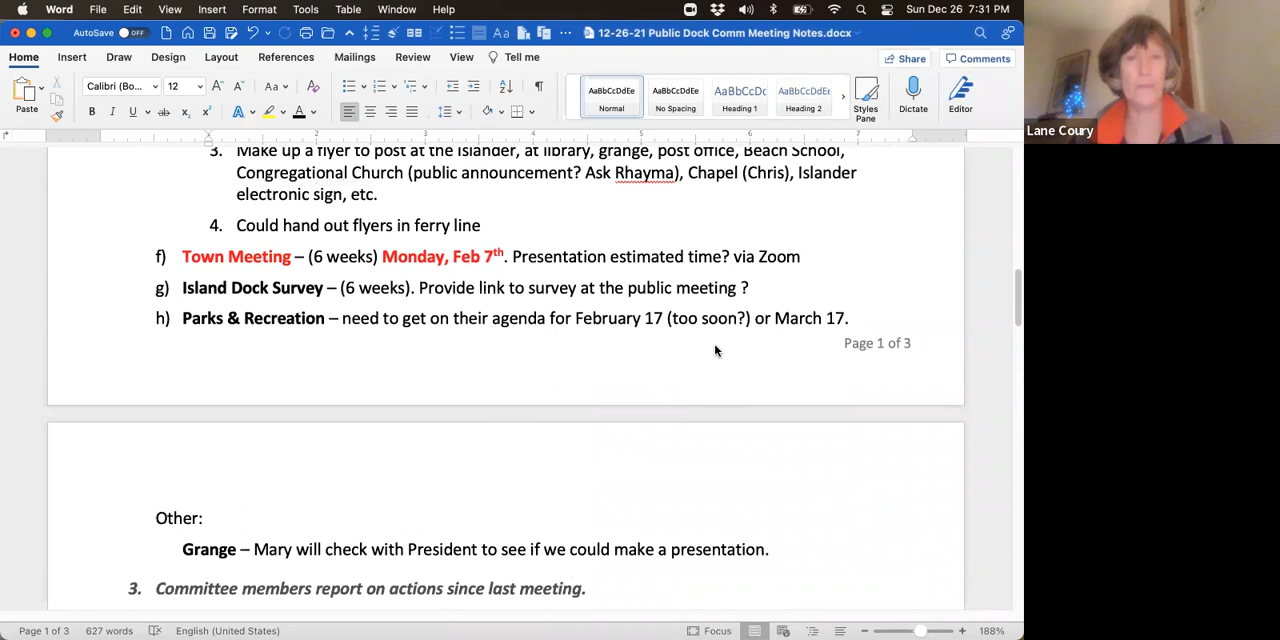 Word File Edit View Insert Format Tools Table Window Help Sun Dec 26 7:31 PM
AutoSave OFF 12-26-21 Public Dock Comm Meeting Notes.docx
Home Insert Draw Design Layout References Mailings Review View Tell me Share Comments
Paste Calibri (Bo... 12 AaBbCcDdEe Normal AaBbCcDdEe No Spacing AaBbCcDc Heading 1 AaBbCcDdEe Heading 2 Styles Pane Dictate Editor
2 3 4 5 6 7
3. Make up a flyer to post at the Islander, at library, grange, post office, Beach School,
Congregational Church (public announcement? Ask Rhayma), Chapel (Chris), Islander
electronic sign, etc.
4. Could hand out flyers in ferry line
f) Town Meeting – (6 weeks) Monday, Feb 7th. Presentation estimated time? via Zoom
g) Island Dock Survey – (6 weeks). Provide link to survey at the public meeting ?
h) Parks & Recreation – need to get on their agenda for February 17 (too soon?) or March 17.
Page 1 of 3
Other:
Grange – Mary will check with President to see if we could make a presentation.
3. Committee members report on actions since last meeting.
Page 1 of 3 627 words English (United States) Focus 188%
Lane Coury